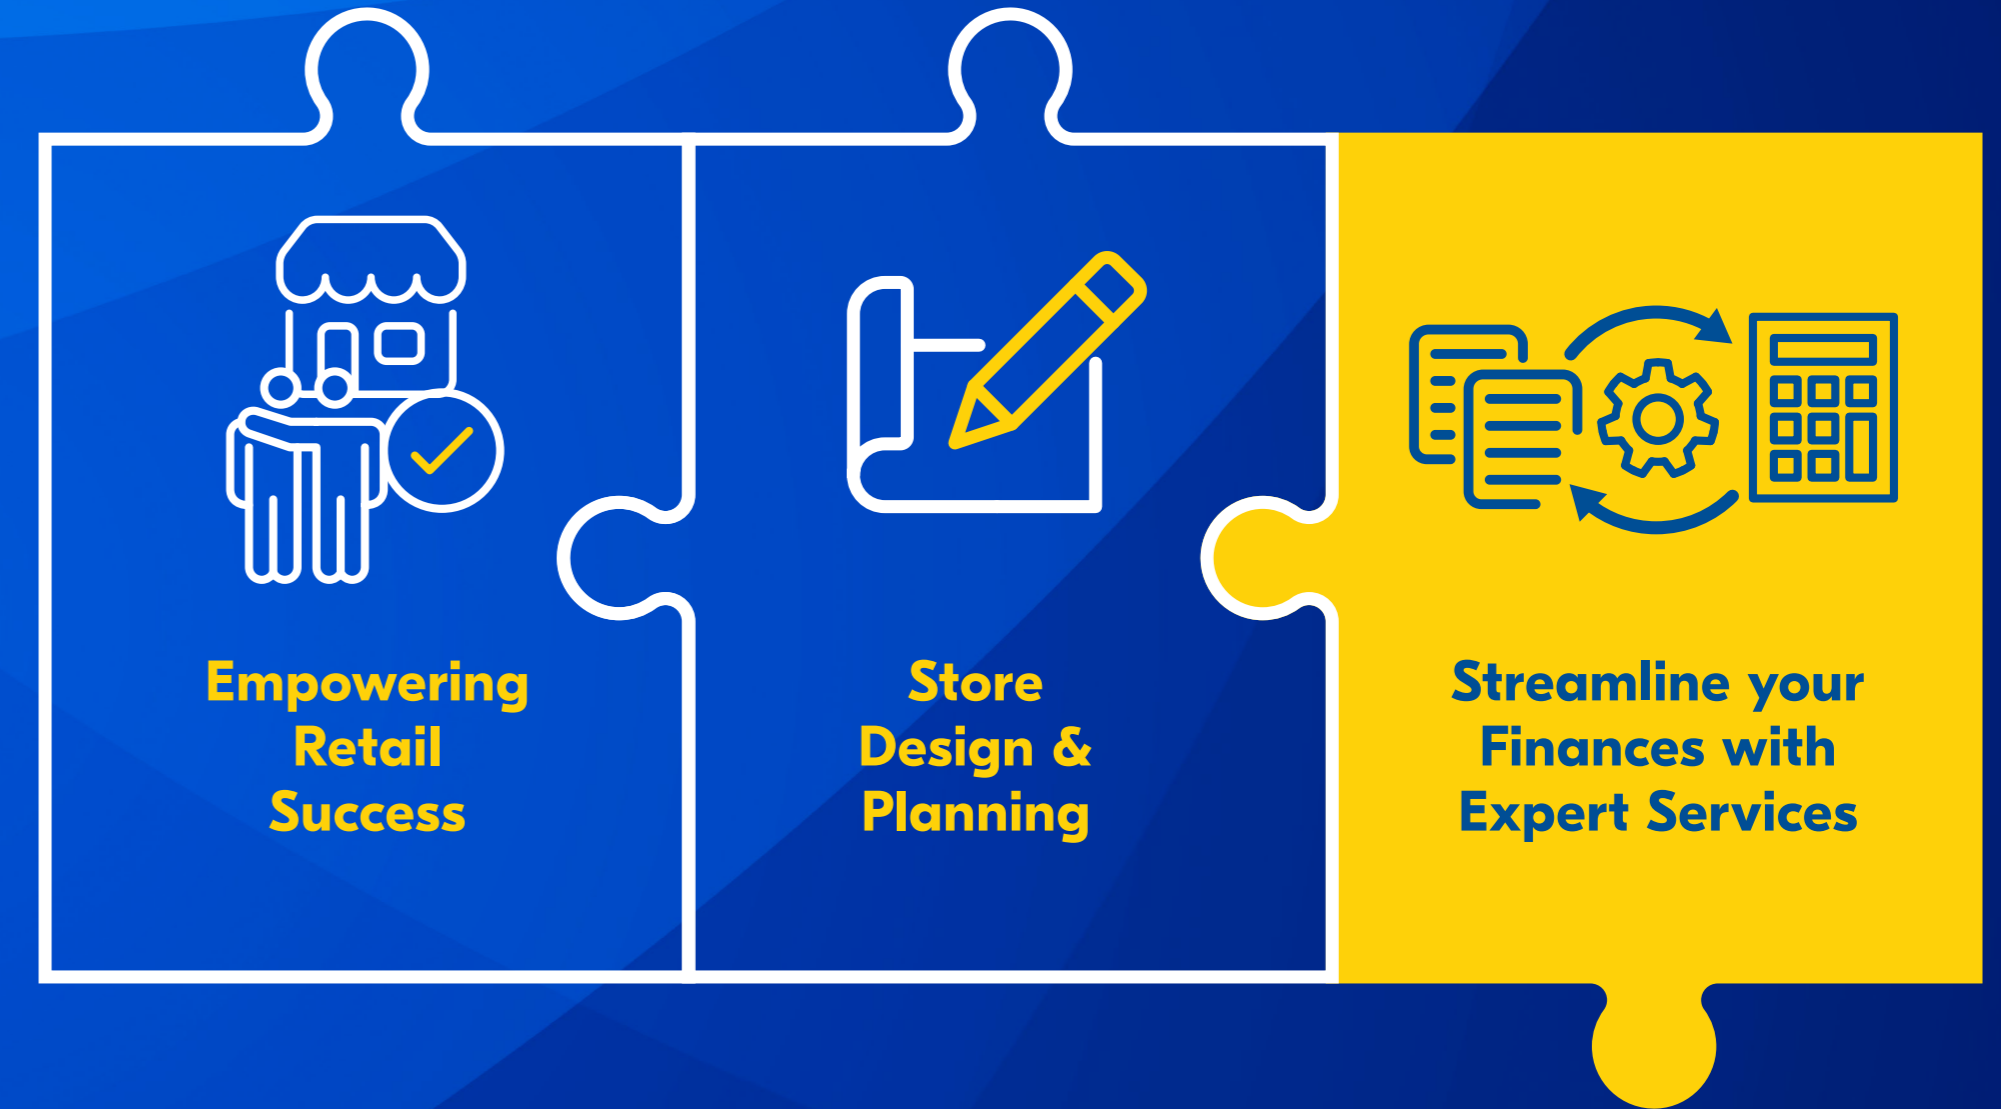 Empowering
Retail
Success
Store
Design &
Planning
Streamline your
Finances with
Expert Services